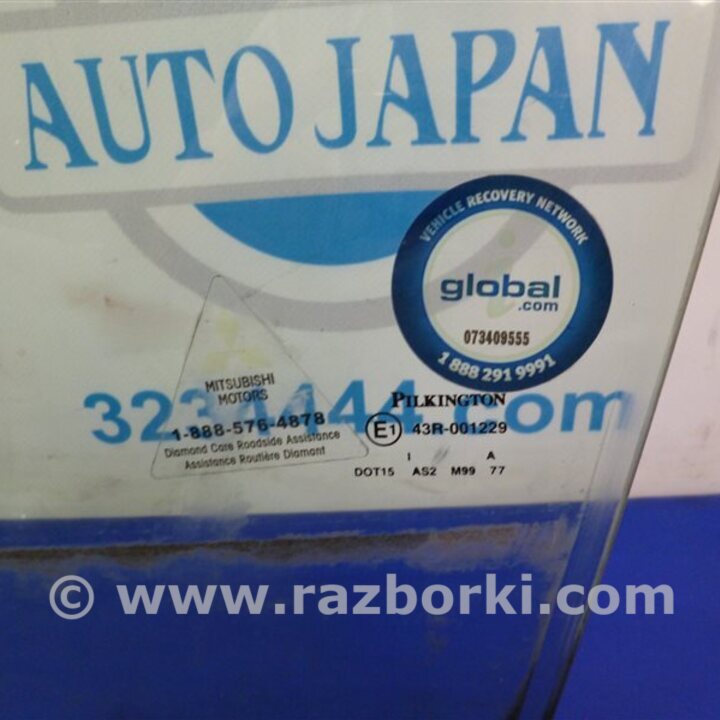 AUTO JAPAN
VEHICLE RECOVERY NETWORK
global
.com
073409555
1 888 291 9991
MITSUBISHI
MOTORS
1-888-576-4878
Diamond Care Roadside Assistance
Assistance Routière Diamant
3234444.com
PILKINGTON
E1 43R-001229
I A
DOT15 AS2 M99 77
© www.razborki.com